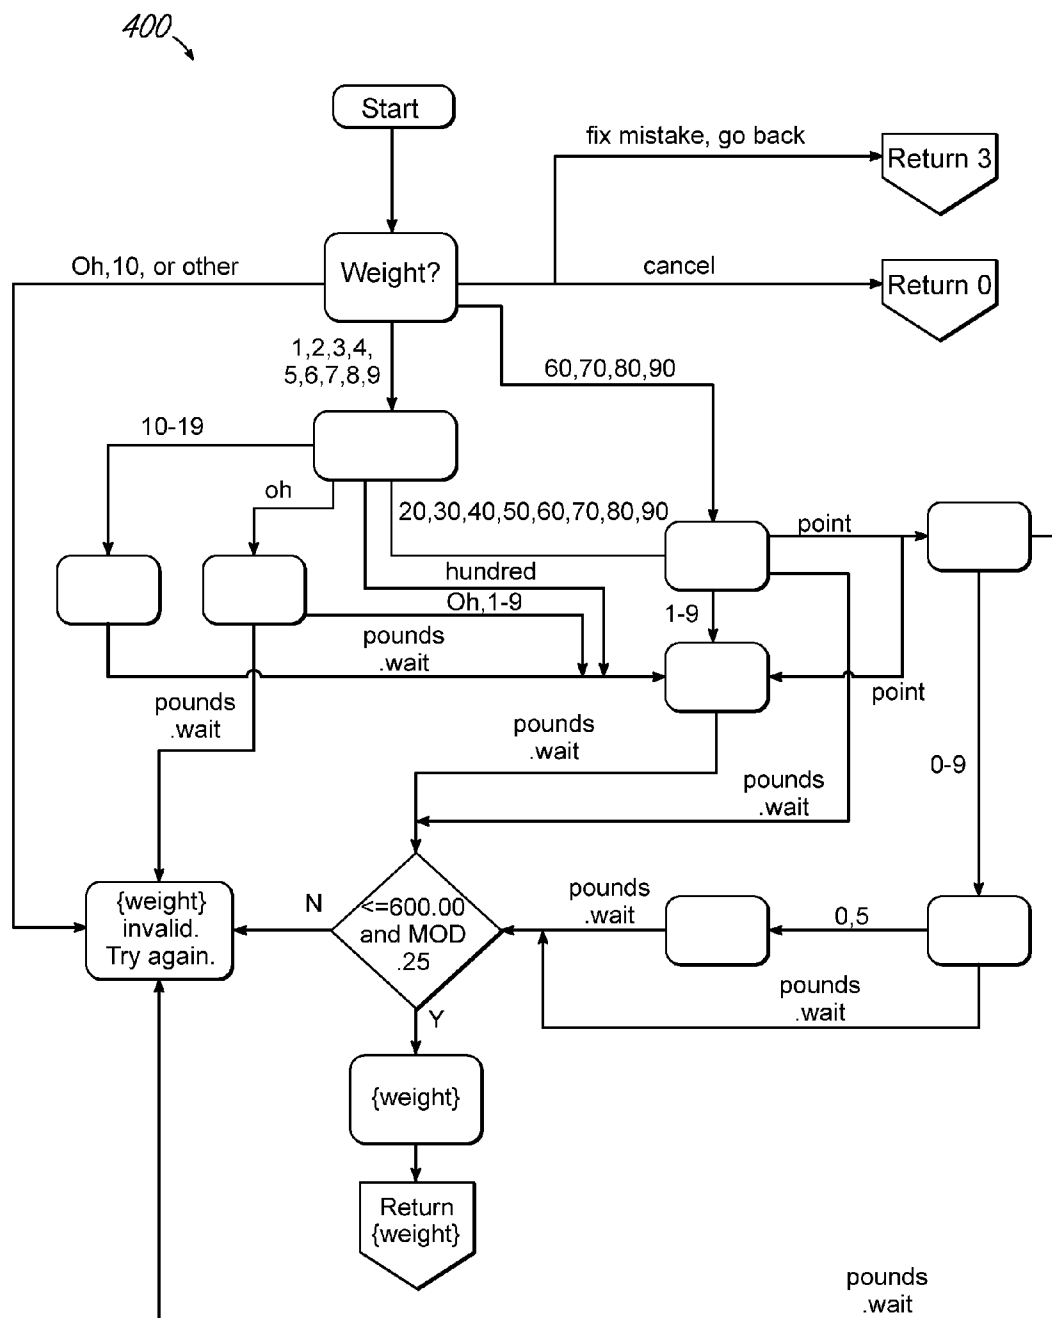 400
Start
fix mistake, go back
Return 3
Oh,10, or other
Weight?
cancel
Return 0
1,2,3,4,
5,6,7,8,9
60,70,80,90
10-19
oh
20,30,40,50,60,70,80,90
point
hundred
Oh,1-9
1-9
pounds
.wait
point
pounds
.wait
pounds
.wait
0-9
pounds
.wait
{weight}
invalid.
Try again.
N
<=600.00
and MOD
.25
pounds
.wait
0,5
pounds
.wait
Y
{weight}
Return
{weight}
pounds
.wait